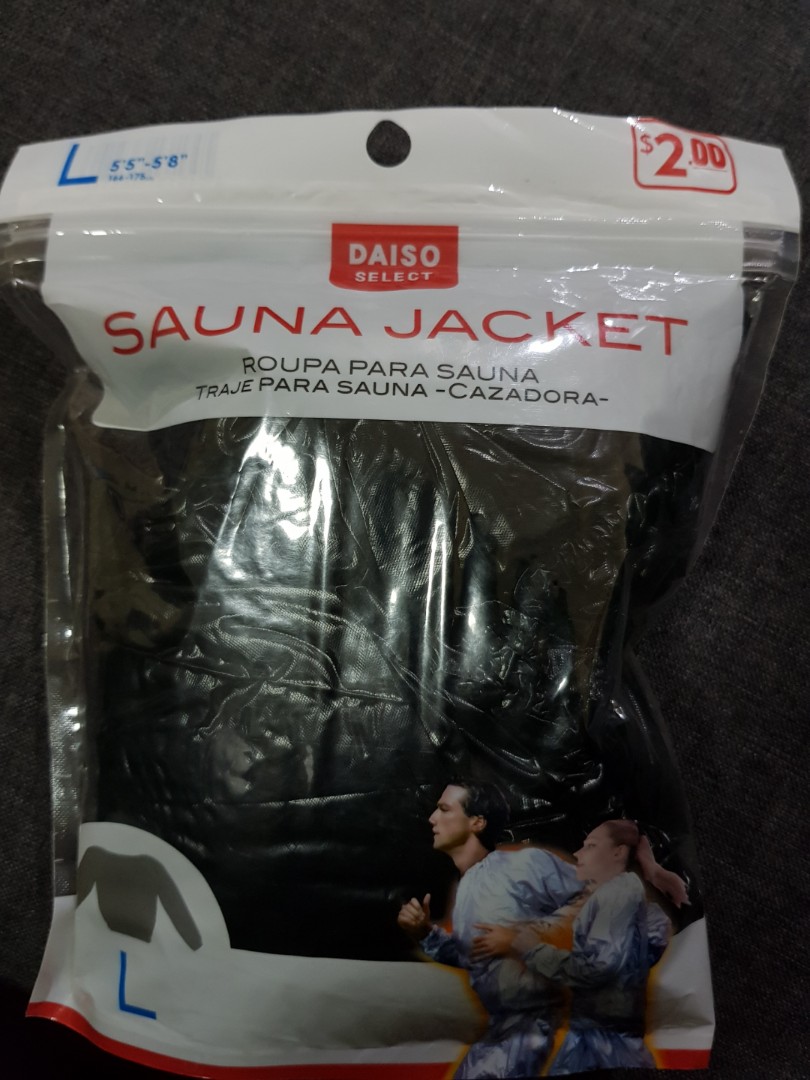 L 5'5"-5'8"
$2.00
DAISO
SELECT
SAUNA JACKET
ROUPA PARA SAUNA
TRAJE PARA SAUNA -CAZADORA-
L